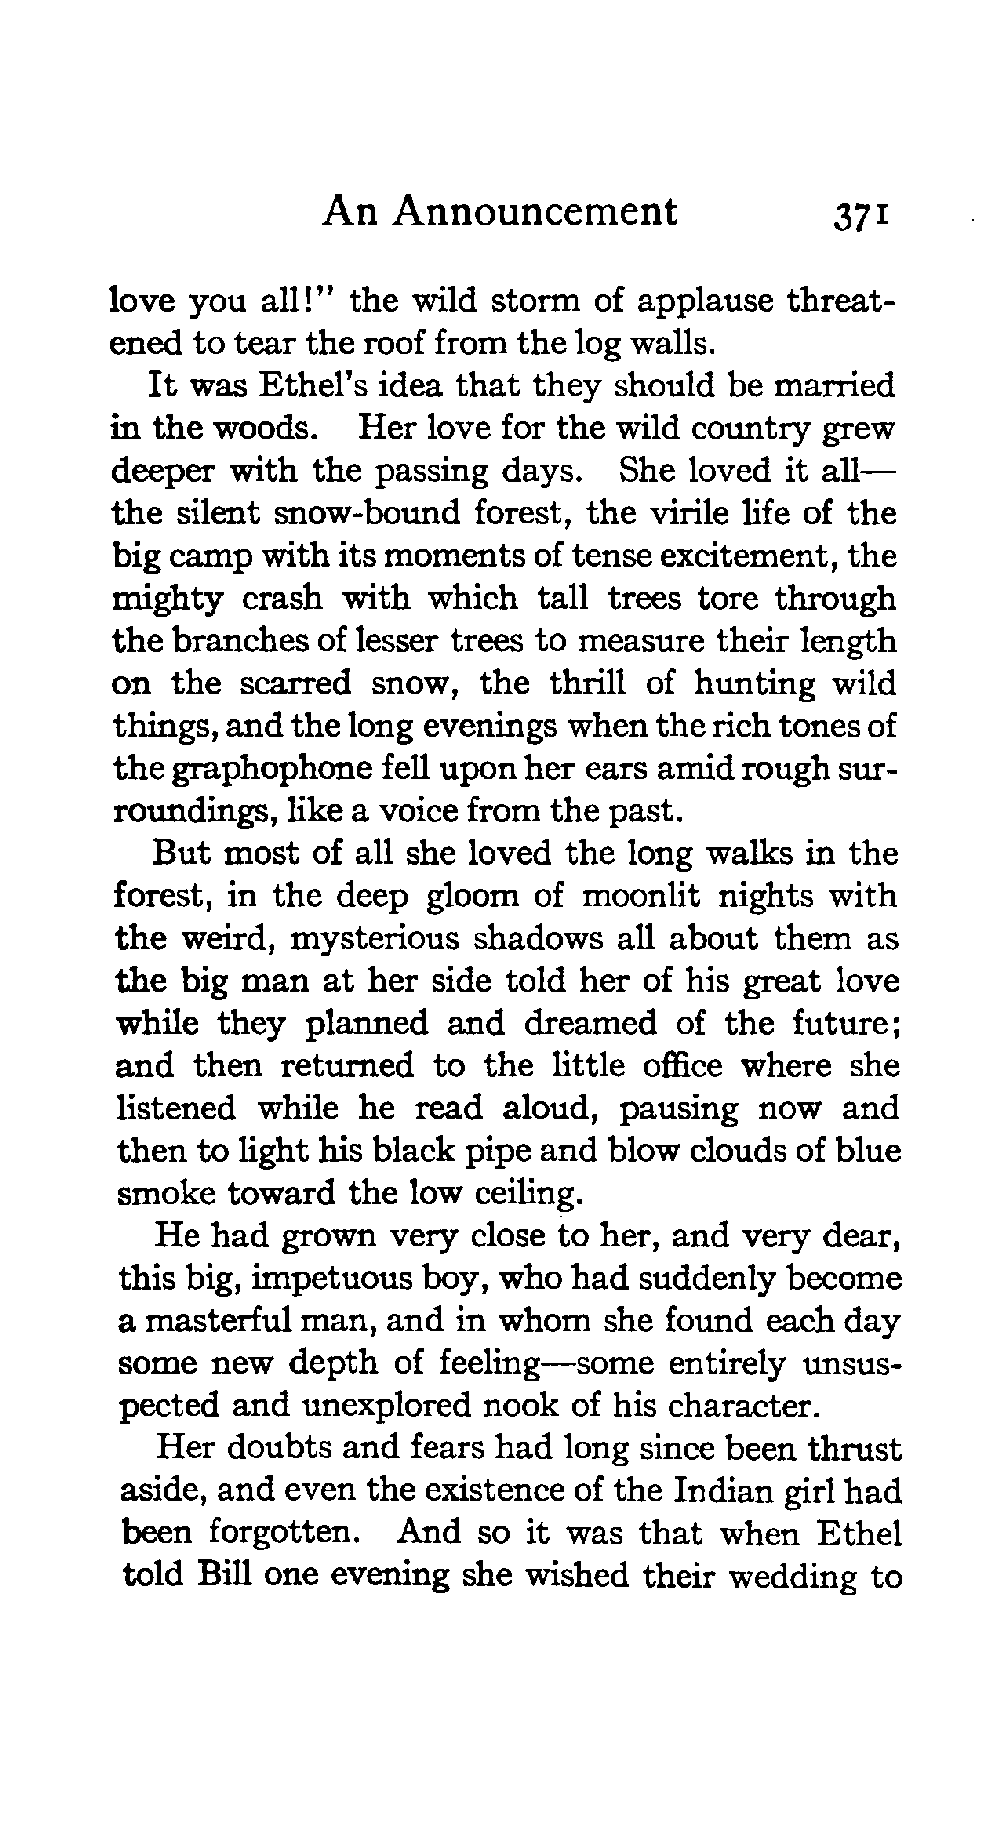 An Announcement 371
love you all!" the wild storm of applause threat-
ened to tear the roof from the log walls.
It was Ethel's idea that they should be married
in the woods. Her love for the wild country grew
deeper with the passing days. She loved it all—
the silent snow-bound forest, the virile life of the
big camp with its moments of tense excitement, the
mighty crash with which tall trees tore through
the branches of lesser trees to measure their length
on the scarred snow, the thrill of hunting wild
things, and the long evenings when the rich tones of
the graphophone fell upon her ears amid rough sur-
roundings, like a voice from the past.
But most of all she loved the long walks in the
forest, in the deep gloom of moonlit nights with
the weird, mysterious shadows all about them as
the big man at her side told her of his great love
while they planned and dreamed of the future;
and then returned to the little office where she
listened while he read aloud, pausing now and
then to light his black pipe and blow clouds of blue
smoke toward the low ceiling.
He had grown very close to her, and very dear,
this big, impetuous boy, who had suddenly become
a masterful man, and in whom she found each day
some new depth of feeling—some entirely unsus-
pected and unexplored nook of his character.
Her doubts and fears had long since been thrust
aside, and even the existence of the Indian girl had
been forgotten. And so it was that when Ethel
told Bill one evening she wished their wedding to